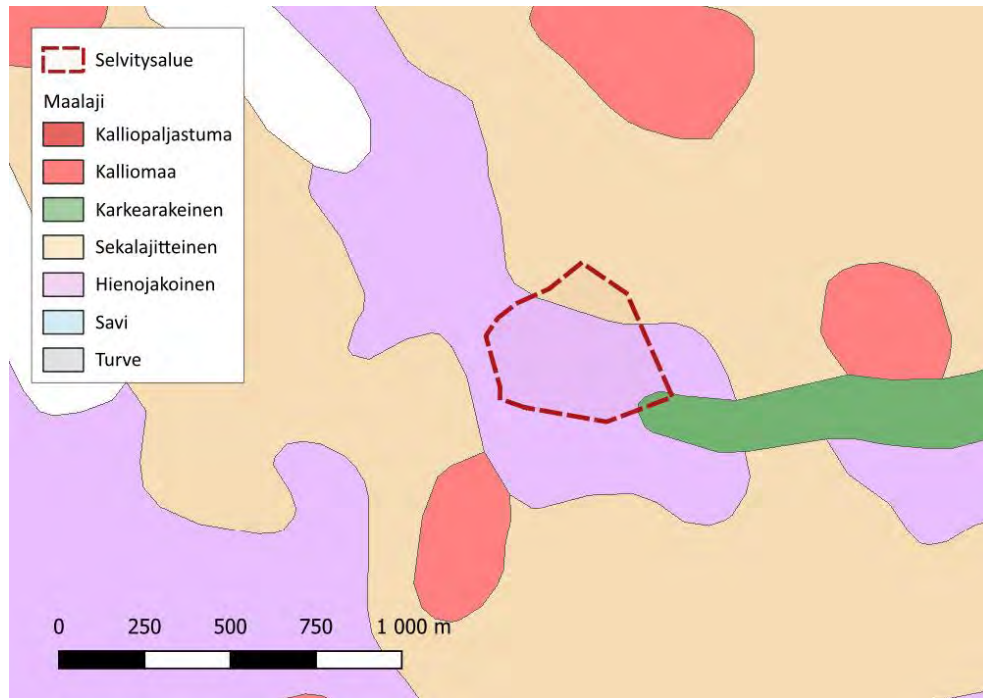 Selvitysalue
Maalaji
Kalliopaljastuma
Kalliomaa
Karkearakeinen
Sekalajitteinen
Hienojakoinen
Savi
Turve
0 250 500 750 1 000 m